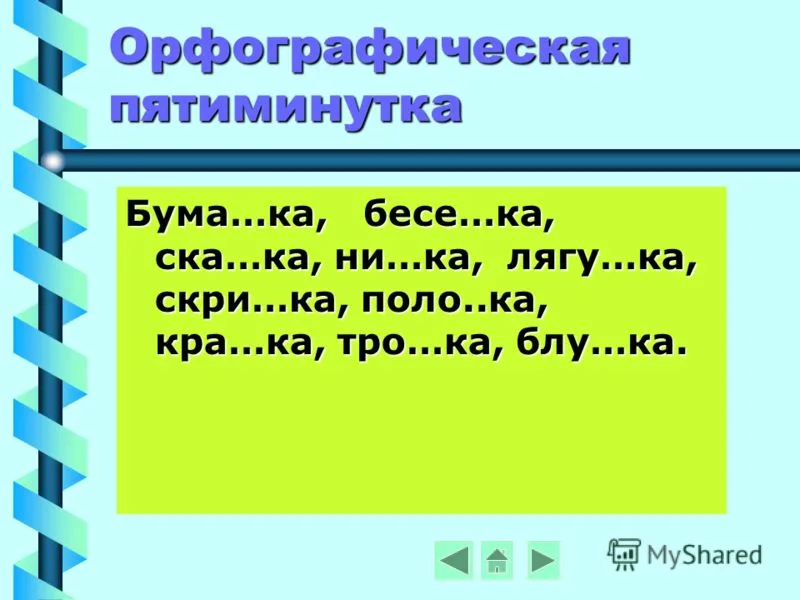 Орфографическая
пятиминутка
Бума...ка, бесе...ка,
ска...ка, ни...ка, лягу...ка,
скри...ка, поло..ка,
кра...ка, тро...ка, блу...ка.
MyShared